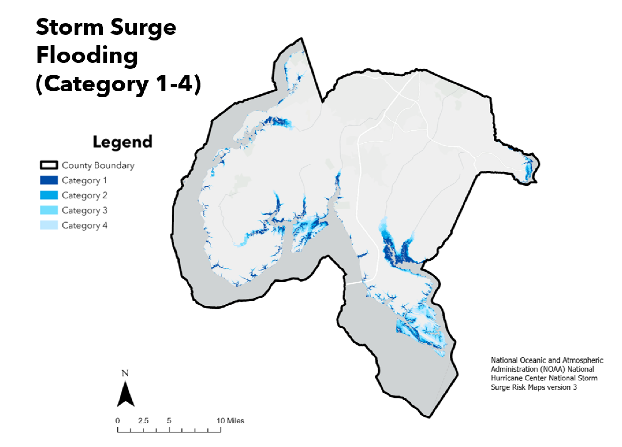 Storm Surge
Flooding
(Category 1-4)
Legend
County Boundary
Category 1
Category 2
Category 3
Category 4
N
0 2.5 5 10 Miles
National Oceanic and Atmospheric
Administration (NOAA) National
Hurricane Center National Storm
Surge Risk Maps version 3